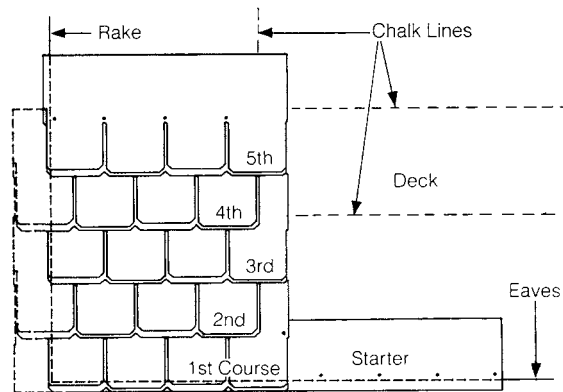 Rake
Chalk Lines
5th
Deck
4th
3rd
Eaves
2nd
1st Course
Starter